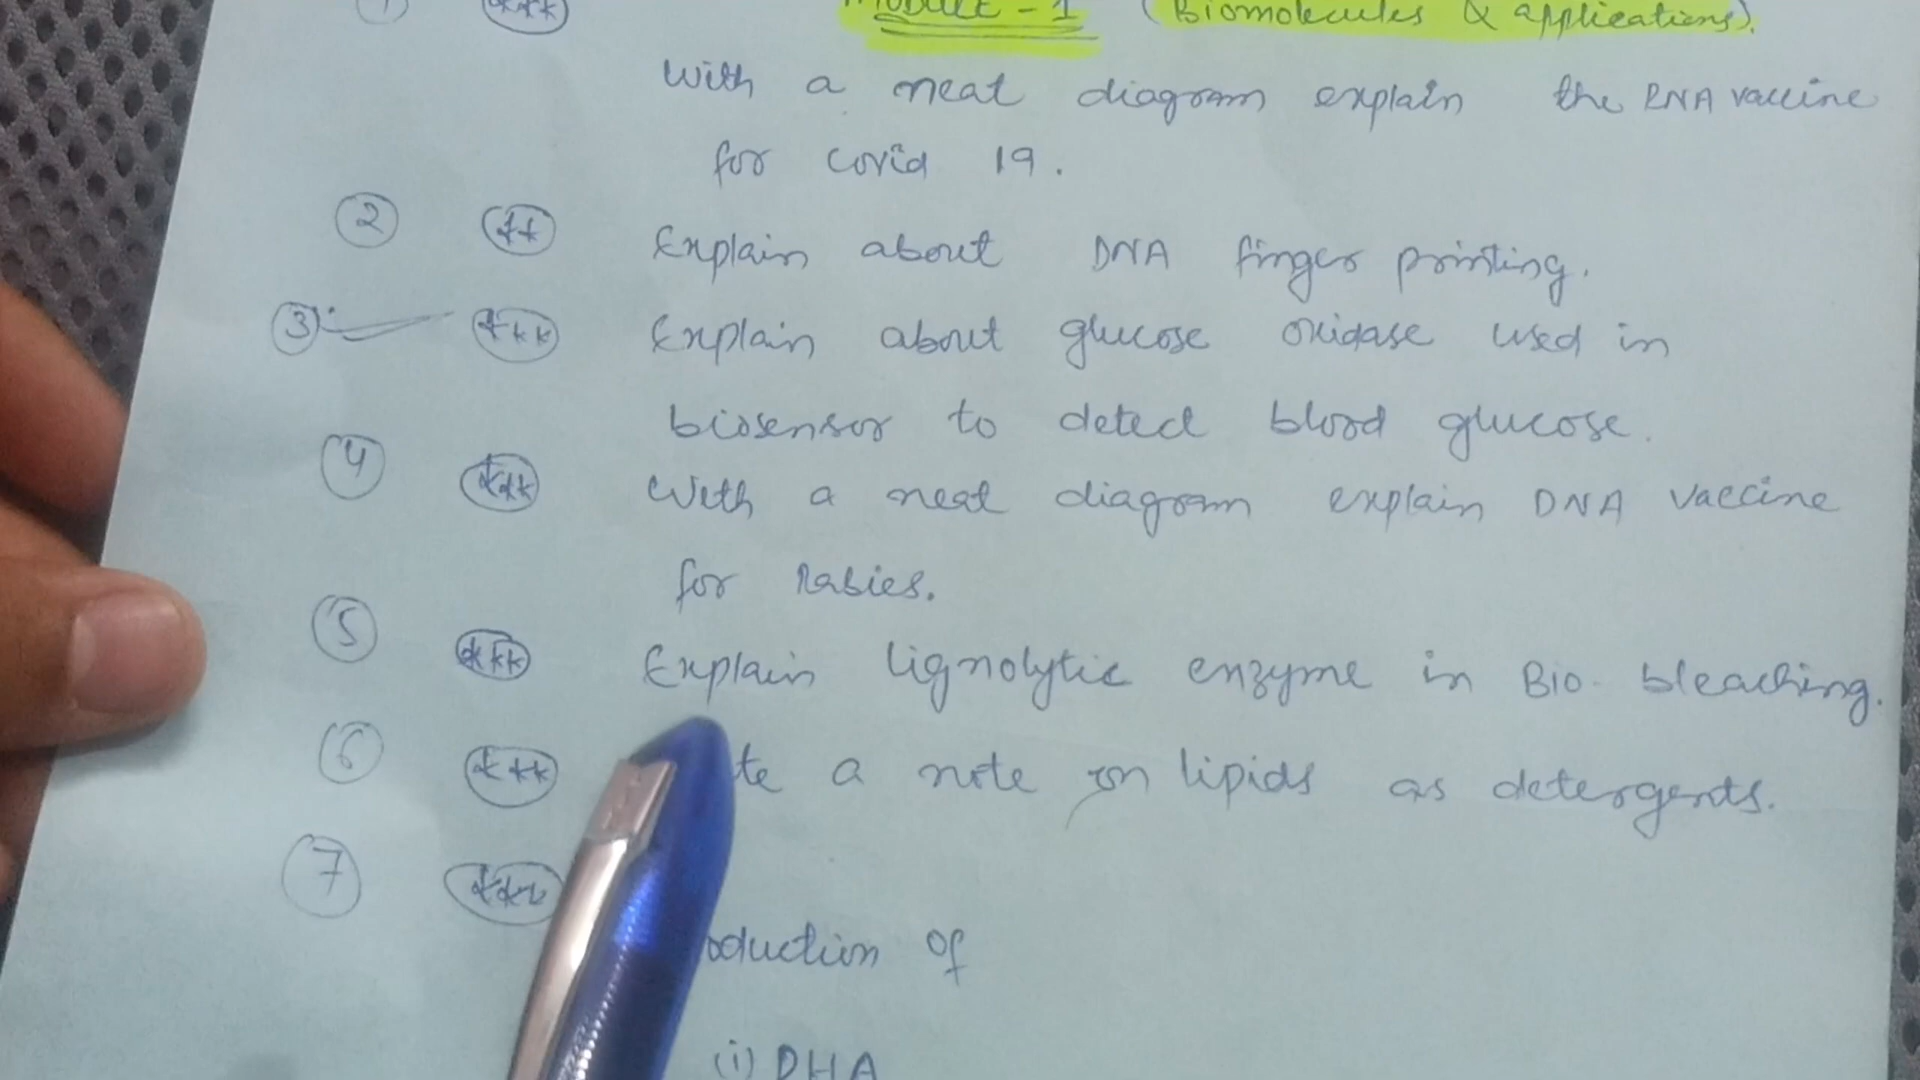 1 *** MODULE - 1 (Biomolecules & applications).
With a neat diagram explain the RNA vaccine
for covid 19.
2 ** Explain about DNA finger printing.
3 *** Explain about glucose oxidase used in
biosensor to detect blood glucose.
4 *** With a neat diagram explain DNA vaccine
for Rabies.
5 *** Explain lignolytic enzyme in Bio bleaching.
6 *** te a note on lipids as detergents.
7 ***
oduction of
(i) DHA